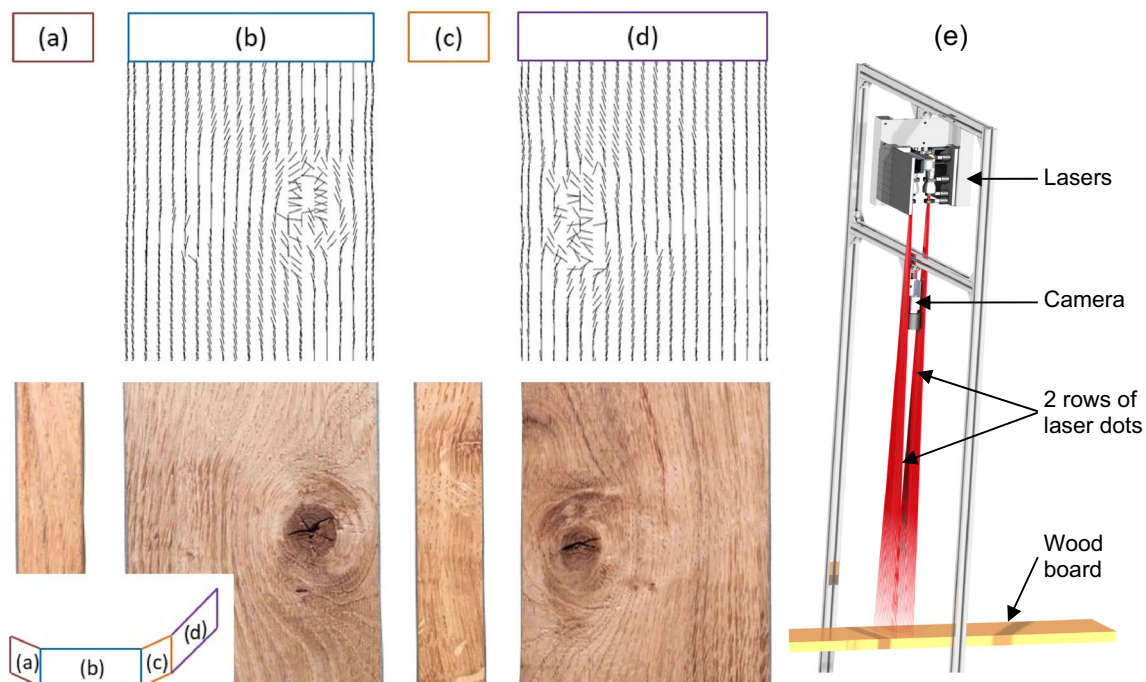 (a)
(b)
(c)
(d)
(e)
Lasers
Camera
2 rows of
laser dots
Wood
board
(a)
(b)
(c)
(d)